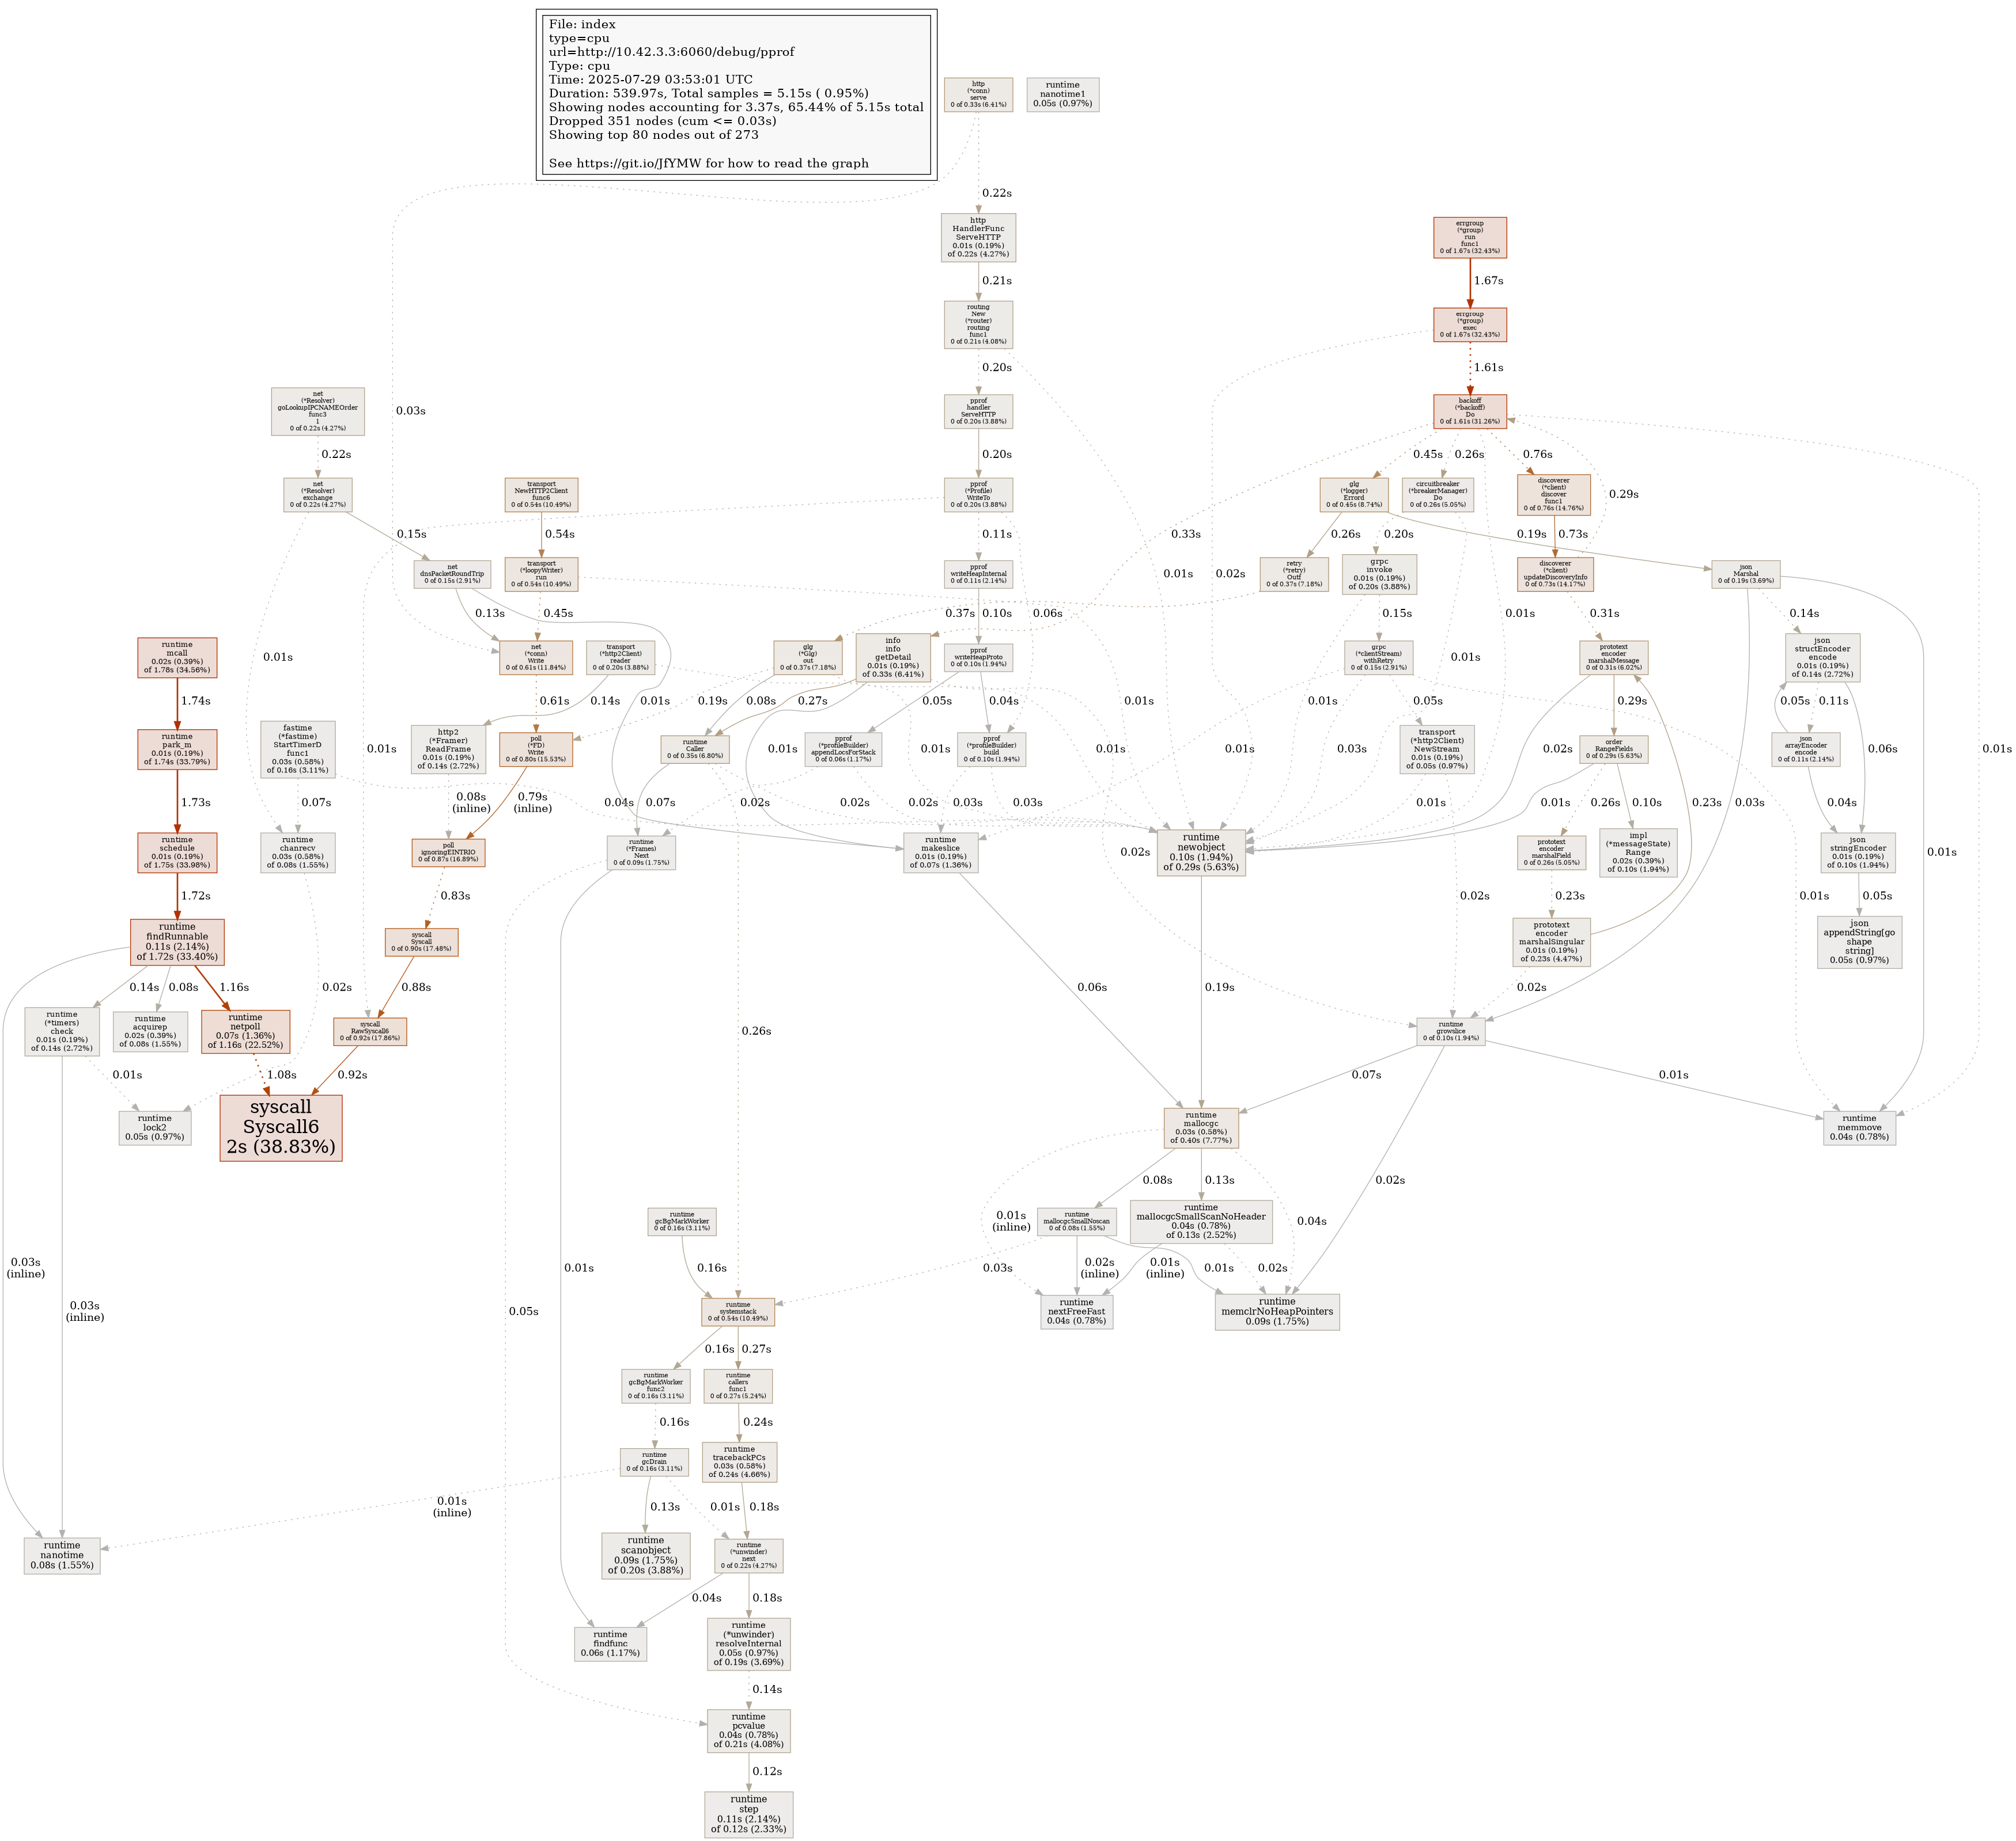 File: index
type=cpu
url=http://10.42.3.3:6060/debug/pprof
Type: cpu
Time: 2025-07-29 03:53:01 UTC
Duration: 539.97s, Total samples = 5.15s ( 0.95%)
Showing nodes accounting for 3.37s, 65.44% of 5.15s total
Dropped 351 nodes (cum <= 0.03s)
Showing top 80 nodes out of 273
See https://git.io/JfYMW for how to read the graph
http
(*conn)
serve
0 of 0.33s (6.41%)
runtime
nanotime1
0.05s (0.97%)
0.22s
http
HandlerFunc
ServeHTTP
0.01s (0.19%)
of 0.22s (4.27%)
errgroup
(*group)
run
func1
0 of 1.67s (32.43%)
0.21s
1.67s
routing
New
(*router)
routing
func1
0 of 0.21s (4.08%)
errgroup
(*group)
exec
0 of 1.67s (32.43%)
0.20s
1.61s
net
(*Resolver)
goLookupIPCNAMEOrder
func3
1
0 of 0.22s (4.27%)
0.03s
pprof
handler
ServeHTTP
0 of 0.20s (3.88%)
backoff
(*backoff)
Do
0 of 1.61s (31.26%)
0.22s
0.20s
0.45s
0.26s
0.76s
net
(*Resolver)
exchange
0 of 0.22s (4.27%)
transport
NewHTTP2Client
func6
0 of 0.54s (10.49%)
pprof
(*Profile)
WriteTo
0 of 0.20s (3.88%)
glg
(*logger)
Errord
0 of 0.45s (8.74%)
circuitbreaker
(*breakerManager)
Do
0 of 0.26s (5.05%)
discoverer
(*client)
discover
func1
0 of 0.76s (14.76%)
0.29s
0.15s
0.54s
0.11s
0.33s
0.26s
0.20s
0.19s
0.73s
net
dnsPacketRoundTrip
0 of 0.15s (2.91%)
transport
(*loopyWriter)
run
0 of 0.54s (10.49%)
pprof
writeHeapInternal
0 of 0.11s (2.14%)
0.01s
0.02s
retry
(*retry)
Outf
0 of 0.37s (7.18%)
grpc
invoke
0.01s (0.19%)
of 0.20s (3.88%)
discoverer
(*client)
updateDiscoveryInfo
0 of 0.73s (14.17%)
json
Marshal
0 of 0.19s (3.69%)
0.13s
0.45s
0.37s
0.10s
0.06s
0.01s
0.15s
0.31s
0.14s
runtime
mcall
0.02s (0.39%)
of 1.78s (34.56%)
0.01s
net
(*conn)
Write
0 of 0.61s (11.84%)
transport
(*http2Client)
reader
0 of 0.20s (3.88%)
glg
(*Glg)
out
0 of 0.37s (7.18%)
info
info
getDetail
0.01s (0.19%)
of 0.33s (6.41%)
pprof
writeHeapProto
0 of 0.10s (1.94%)
grpc
(*clientStream)
withRetry
0 of 0.15s (2.91%)
0.01s
prototext
encoder
marshalMessage
0 of 0.31s (6.02%)
json
structEncoder
encode
0.01s (0.19%)
of 0.14s (2.72%)
1.74s
0.01s
0.61s
0.14s
0.19s
0.08s
0.27s
0.05s
0.04s
0.01s
0.01s
0.05s
0.29s
0.05s
0.11s
0.01s
runtime
park_m
0.01s (0.19%)
of 1.74s (33.79%)
fastime
(*fastime)
StartTimerD
func1
0.03s (0.58%)
of 0.16s (3.11%)
0.01s
http2
(*Framer)
ReadFrame
0.01s (0.19%)
of 0.14s (2.72%)
poll
(*FD)
Write
0 of 0.80s (15.53%)
runtime
Caller
0 of 0.35s (6.80%)
0.01s
pprof
(*profileBuilder)
appendLocsForStack
0 of 0.06s (1.17%)
0.01s
pprof
(*profileBuilder)
build
0 of 0.10s (1.94%)
0.01s
0.01s
0.03s
transport
(*http2Client)
NewStream
0.01s (0.19%)
of 0.05s (0.97%)
0.02s
order
RangeFields
0 of 0.29s (5.63%)
json
arrayEncoder
encode
0 of 0.11s (2.14%)
0.06s
1.73s
0.07s
0.08s
(inline)
0.79s
(inline)
0.04s
0.07s
0.02s
0.02s
0.02s
0.03s
0.03s
0.01s
0.01s
0.26s
0.10s
0.23s
0.03s
0.04s
runtime
schedule
0.01s (0.19%)
of 1.75s (33.98%)
runtime
chanrecv
0.03s (0.58%)
of 0.08s (1.55%)
poll
ignoringEINTRIO
0 of 0.87s (16.89%)
runtime
(*Frames)
Next
0 of 0.09s (1.75%)
runtime
makeslice
0.01s (0.19%)
of 0.07s (1.36%)
0.02s
runtime
newobject
0.10s (1.94%)
of 0.29s (5.63%)
prototext
encoder
marshalField
0 of 0.26s (5.05%)
impl
(*messageState)
Range
0.02s (0.39%)
of 0.10s (1.94%)
0.01s
json
stringEncoder
0.01s (0.19%)
of 0.10s (1.94%)
1.72s
0.83s
0.02s
0.23s
0.01s
0.05s
runtime
findRunnable
0.11s (2.14%)
of 1.72s (33.40%)
syscall
Syscall
0 of 0.90s (17.48%)
prototext
encoder
marshalSingular
0.01s (0.19%)
of 0.23s (4.47%)
json
appendString[go
shape
string]
0.05s (0.97%)
0.14s
0.08s
1.16s
0.02s
0.88s
0.06s
0.19s
0.02s
runtime
(*timers)
check
0.01s (0.19%)
of 0.14s (2.72%)
runtime
acquirep
0.02s (0.39%)
of 0.08s (1.55%)
runtime
netpoll
0.07s (1.36%)
of 1.16s (22.52%)
syscall
RawSyscall6
0 of 0.92s (17.86%)
0.26s
runtime
growslice
0 of 0.10s (1.94%)
0.01s
1.08s
0.92s
0.07s
0.01s
runtime
lock2
0.05s (0.97%)
syscall
Syscall6
2s (38.83%)
runtime
mallocgc
0.03s (0.58%)
of 0.40s (7.77%)
runtime
memmove
0.04s (0.78%)
0.08s
0.13s
0.02s
runtime
gcBgMarkWorker
0 of 0.16s (3.11%)
0.01s
(inline)
runtime
mallocgcSmallNoscan
0 of 0.08s (1.55%)
runtime
mallocgcSmallScanNoHeader
0.04s (0.78%)
of 0.13s (2.52%)
0.04s
0.03s
(inline)
0.03s
(inline)
0.01s
0.16s
0.03s
0.02s
(inline)
0.01s
(inline)
0.01s
0.02s
0.05s
runtime
systemstack
0 of 0.54s (10.49%)
runtime
nextFreeFast
0.04s (0.78%)
runtime
memclrNoHeapPointers
0.09s (1.75%)
0.16s
0.27s
runtime
gcBgMarkWorker
func2
0 of 0.16s (3.11%)
runtime
callers
func1
0 of 0.27s (5.24%)
0.16s
0.24s
runtime
gcDrain
0 of 0.16s (3.11%)
runtime
tracebackPCs
0.03s (0.58%)
of 0.24s (4.66%)
0.01s
(inline)
0.13s
0.01s
0.18s
runtime
nanotime
0.08s (1.55%)
runtime
scanobject
0.09s (1.75%)
of 0.20s (3.88%)
runtime
(*unwinder)
next
0 of 0.22s (4.27%)
0.04s
0.18s
runtime
findfunc
0.06s (1.17%)
runtime
(*unwinder)
resolveInternal
0.05s (0.97%)
of 0.19s (3.69%)
0.14s
runtime
pcvalue
0.04s (0.78%)
of 0.21s (4.08%)
0.12s
runtime
step
0.11s (2.14%)
of 0.12s (2.33%)